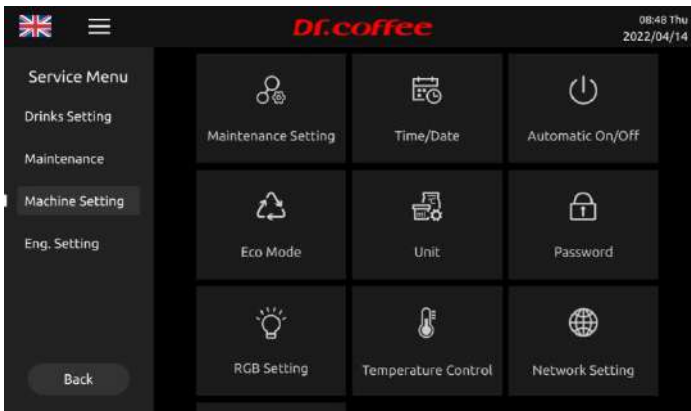 Dr.coffee
08:48 Thu
2022/04/14
Service Menu
Drinks Setting
Maintenance
Machine Setting
Eng. Setting
Back
Maintenance Setting
Time/Date
Automatic On/Off
Eco Mode
Unit
Password
RGB Setting
Temperature Control
Network Setting